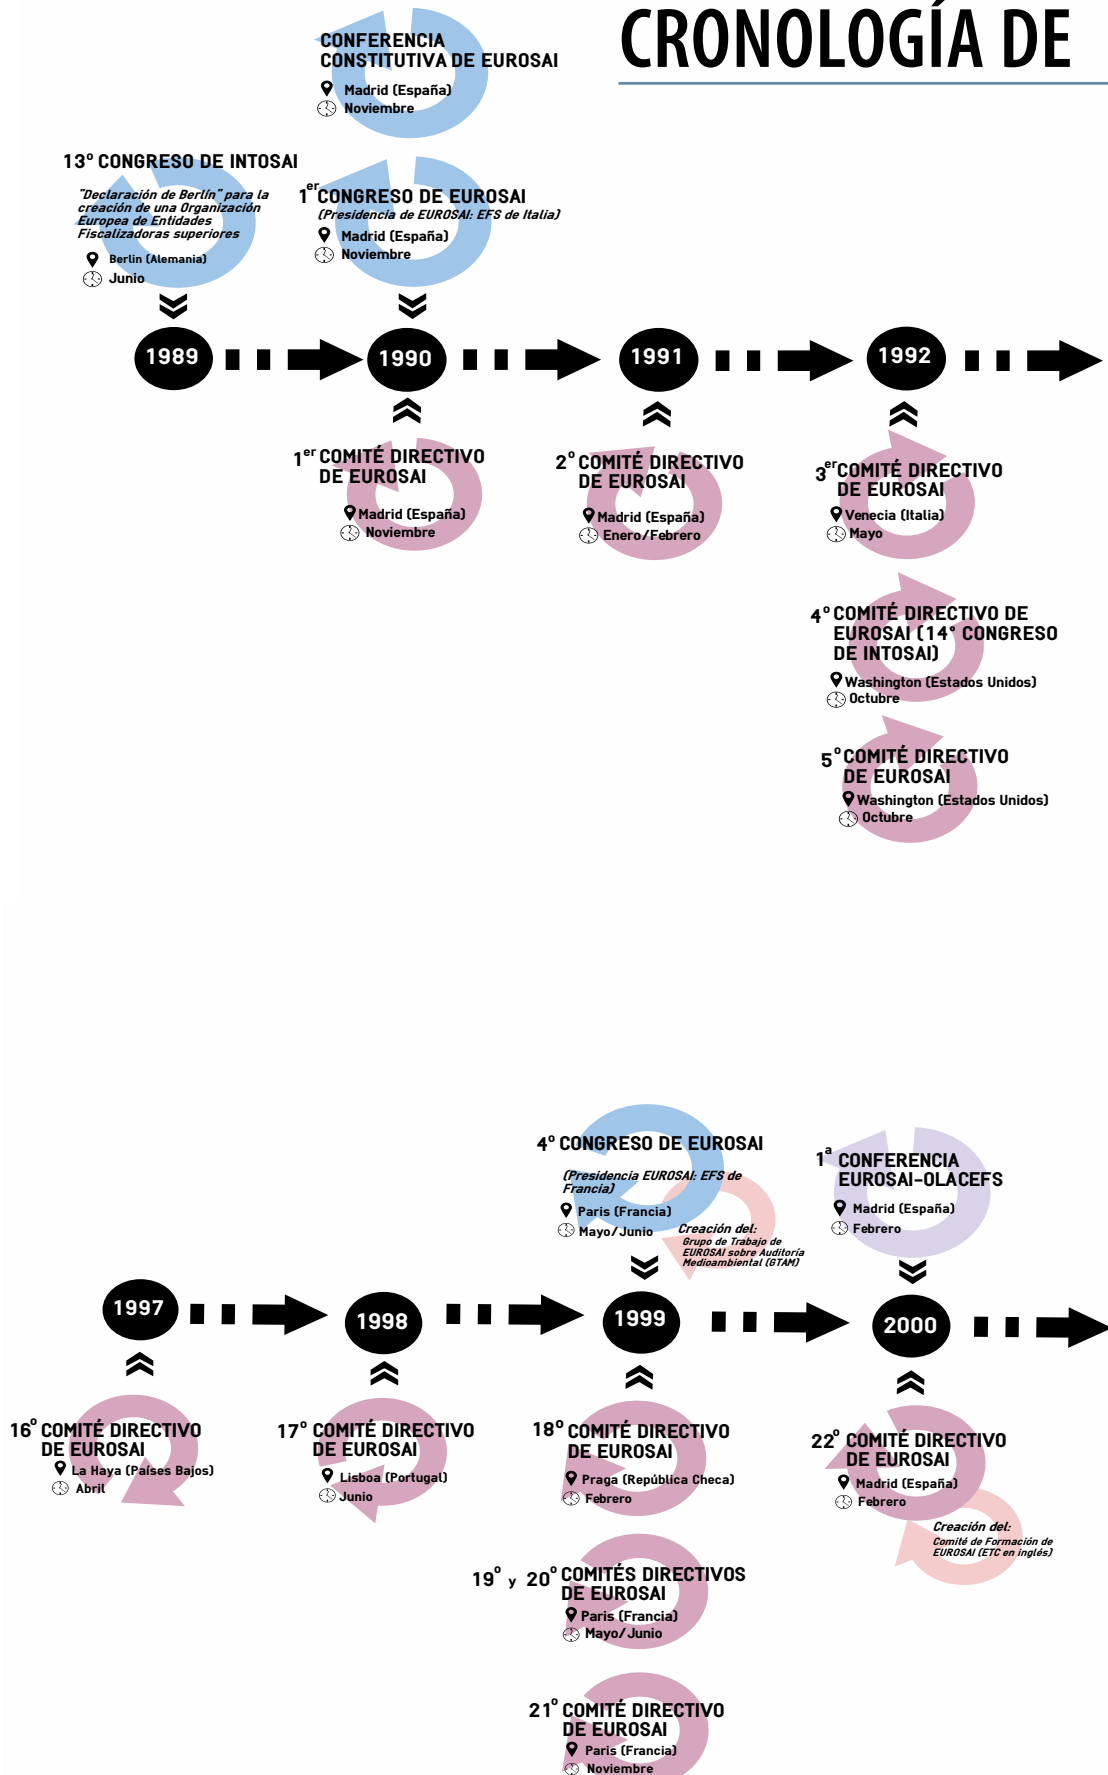 CRONOLOGÍA DE
CONFERENCIA
CONSTITUTIVA DE EUROSAI
Madrid (España)
Noviembre
13º CONGRESO DE INTOSAI
"Declaración de Berlín" para la
creación de una Organización
Europea de Entidades
Fiscalizadoras superiores
Berlin (Alemania)
Junio
1er CONGRESO DE EUROSAI
(Presidencia de EUROSAI: EFS de Italia)
Madrid (España)
Noviembre
1989
1990
1991
1992
1er COMITÉ DIRECTIVO
DE EUROSAI
Madrid (España)
Noviembre
2º COMITÉ DIRECTIVO
DE EUROSAI
Madrid (España)
Enero/Febrero
3er COMITÉ DIRECTIVO
DE EUROSAI
Venecia (Italia)
Mayo
4º COMITÉ DIRECTIVO DE
EUROSAI (14º CONGRESO
DE INTOSAI)
Washington (Estados Unidos)
Octubre
5º COMITÉ DIRECTIVO
DE EUROSAI
Washington (Estados Unidos)
Octubre
4º CONGRESO DE EUROSAI
(Presidencia EUROSAI: EFS de
Francia)
Paris (Francia)
Mayo/Junio
Creación del:
Grupo de Trabajo de
EUROSAI sobre Auditoría
Medioambiental (GTAM)
1a CONFERENCIA
EUROSAI-OLACEFS
Madrid (España)
Febrero
1997
1998
1999
2000
16º COMITÉ DIRECTIVO
DE EUROSAI
La Haya (Países Bajos)
Abril
17º COMITÉ DIRECTIVO
DE EUROSAI
Lisboa (Portugal)
Junio
18º COMITÉ DIRECTIVO
DE EUROSAI
Praga (República Checa)
Febrero
19º y 20º COMITÉS DIRECTIVOS
DE EUROSAI
Paris (Francia)
Mayo/Junio
21º COMITÉ DIRECTIVO
DE EUROSAI
Paris (Francia)
Noviembre
22º COMITÉ DIRECTIVO
DE EUROSAI
Madrid (España)
Febrero
Creación del:
Comité de Formación de
EUROSAI (ETC en inglés)